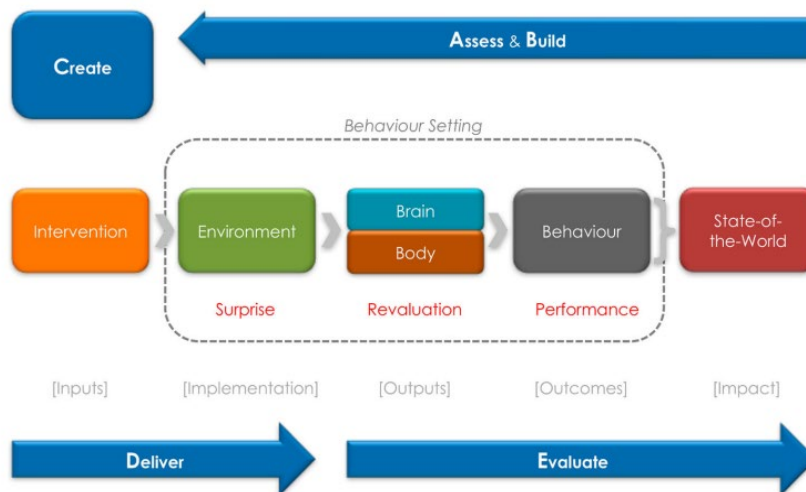 Create
Assess & Build
Behaviour Setting
Intervention
Environment
Brain
Body
Behaviour
State-of-
the-World
Surprise
Revaluation
Performance
[Inputs]
[Implementation]
[Outputs]
[Outcomes]
[Impact]
Deliver
Evaluate